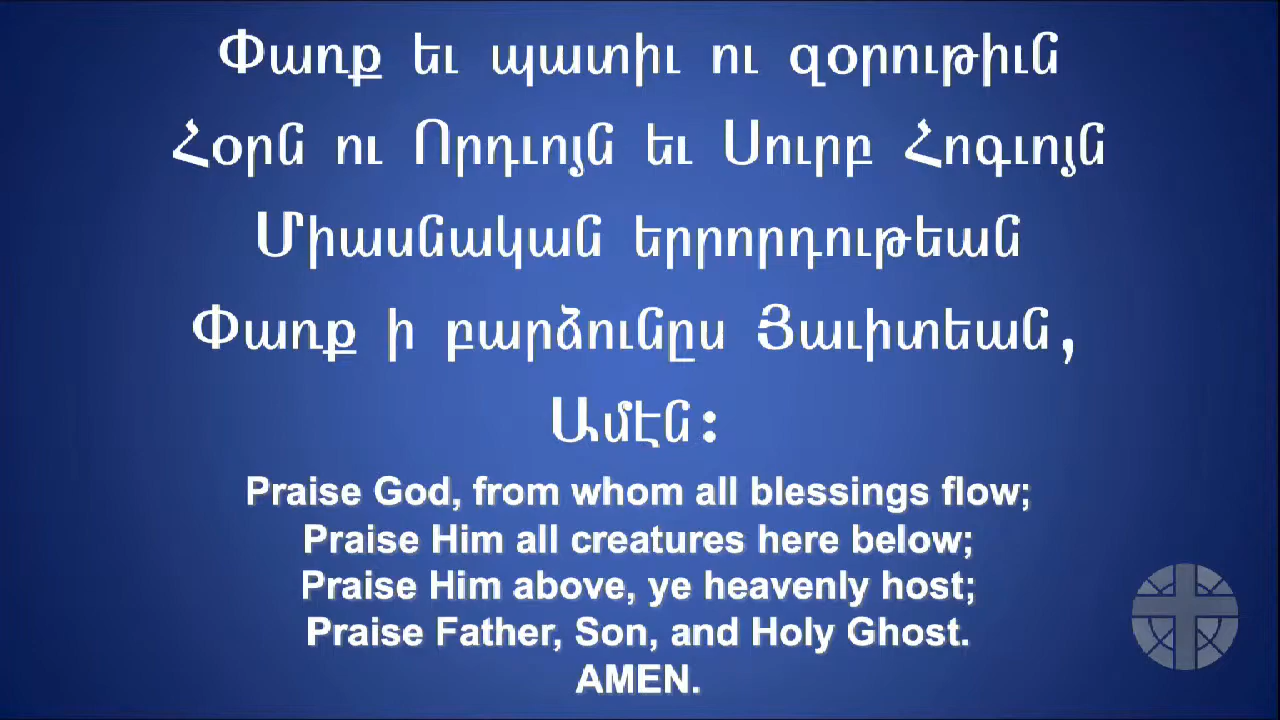 Փառք եւ պատիւ ու զօրութիւն
Հօրն ու Որդւոյն եւ Սուրբ Հոգւոյն
Միասնական երրորդութեան
Փառք ի բարձունըս Յաւիտեան,
Ամէն:
Praise God, from whom all blessings flow;
Praise Him all creatures here below;
Praise Him above, ye heavenly host;
Praise Father, Son, and Holy Ghost.
AMEN.